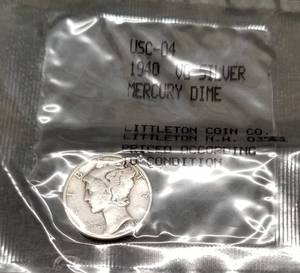 USC-04
1940 VG SILVER
MERCURY DIME
LITTLETON COIN CO.
LITTLETON N.H.
PRICED ACCORDING
TO CONDITION